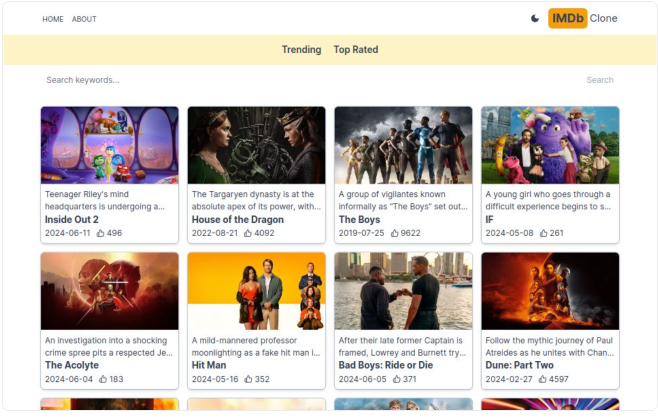 HOME ABOUT IMDb Clone
Trending Top Rated
Search keywords... Search
Teenager Riley's mind
headquarters is undergoing a...
Inside Out 2
2024-06-11 496
The Targaryen dynasty is at the
absolute apex of its power, with...
House of the Dragon
2022-08-21 4092
A group of vigilantes known
informally as “The Boys” set out...
The Boys
2019-07-25 9622
A young girl who goes through a
difficult experience begins to s...
IF
2024-05-08 261
An investigation into a shocking
crime spree pits a respected Je...
The Acolyte
2024-06-04 183
A mild-mannered professor
moonlighting as a fake hit man i...
Hit Man
2024-05-16 352
After their late former Captain is
framed, Lowrey and Burnett try...
Bad Boys: Ride or Die
2024-06-05 371
Follow the mythic journey of Paul
Atreides as he unites with Chan...
Dune: Part Two
2024-02-27 4597